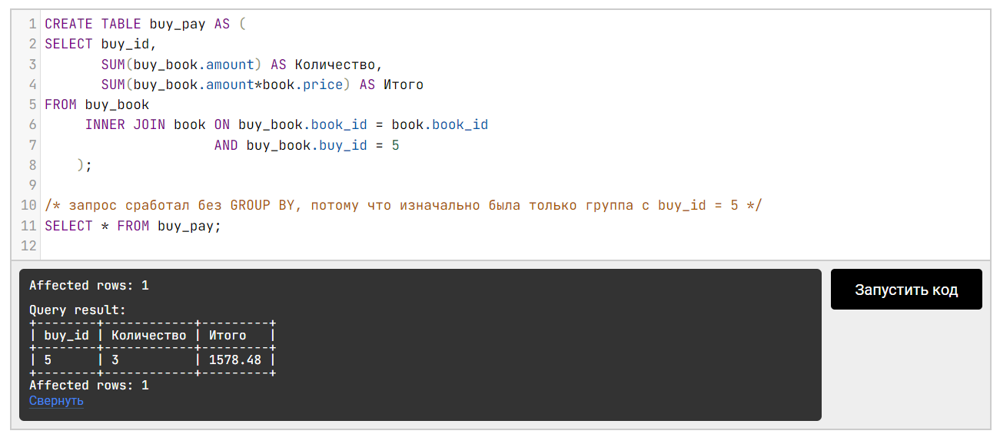 1 CREATE TABLE buy_pay AS (
2 SELECT buy_id,
3        SUM(buy_book.amount) AS Количество,
4        SUM(buy_book.amount*book.price) AS Итого
5 FROM buy_book
6      INNER JOIN book ON buy_book.book_id = book.book_id
7                      AND buy_book.buy_id = 5
8     );
9
10 /* запрос сработал без GROUP BY, потому что изначально была только группа с buy_id = 5 */
11 SELECT * FROM buy_pay;
12
Affected rows: 1
Запустить код
Query result:
+--------+------------+---------+
| buy_id | Количество | Итого   |
+--------+------------+---------+
| 5      | 3          | 1578.48 |
+--------+------------+---------+
Affected rows: 1
Свернуть